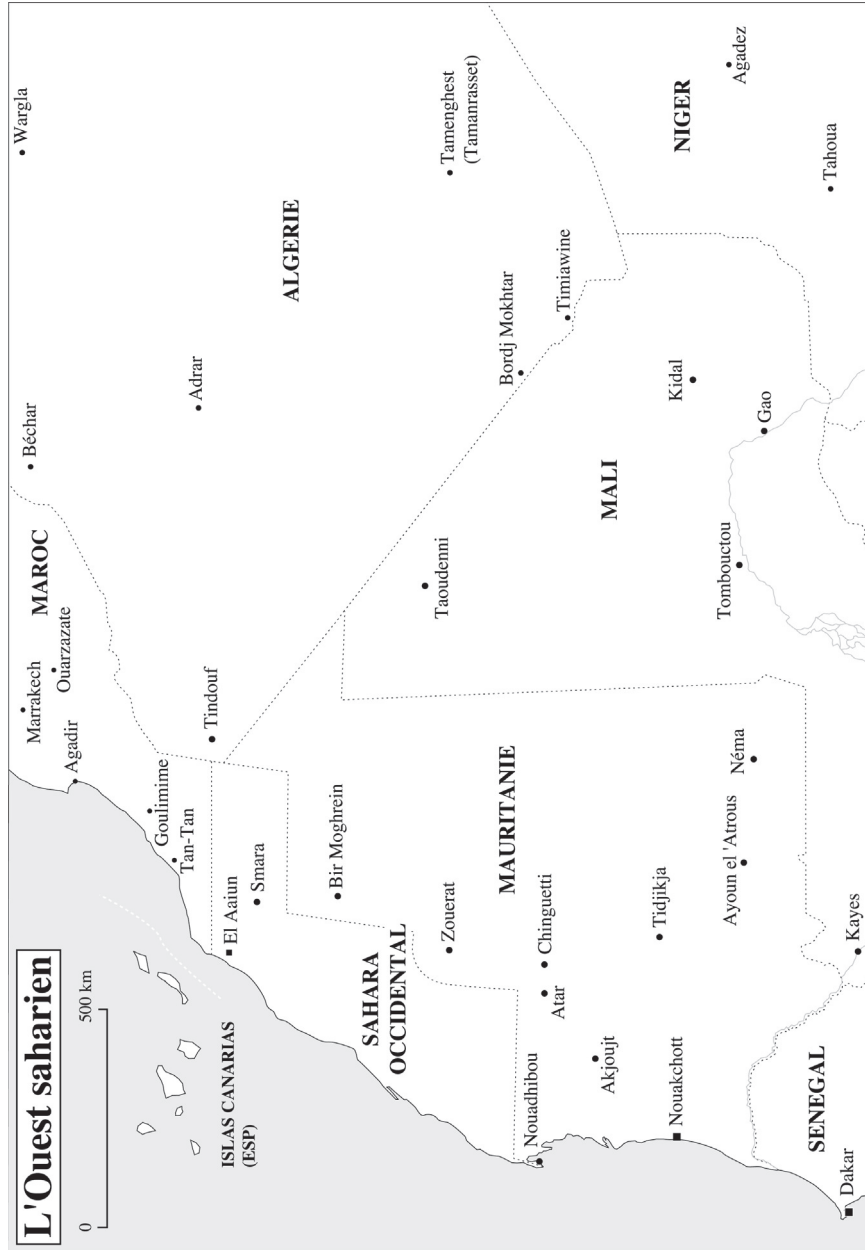 L'Ouest saharien
0
500 km
ISLAS CANARIAS
(ESP)
Marrakech
Ouarzazate
MAROC
Béchar
Wargla
Agadir
Goulimime
Tan-Tan
Tindouf
Adrar
ALGERIE
El Aaiun
Smara
Bir Moghrein
SAHARA
OCCIDENTAL
Zouerat
Taoudenni
Tamenghest
(Tamanrasset)
Bordj Mokhtar
Timiawine
MAURITANIE
Nouadhibou
Atar
Chinguetti
Akjoujt
Tidjikja
Nouakchott
MALI
Kidal
NIGER
Agadez
Ayoun el 'Atrous
Néma
Tombouctou
Gao
Tahoua
SENEGAL
Dakar
Kayes